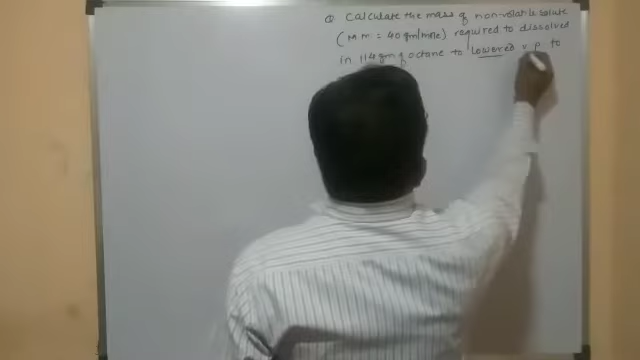 Q Calculate the mass of non-volatile solute
(MM = 40 gm/mole) required to dissolved
in 114 gm of octane to Lowered v.p to